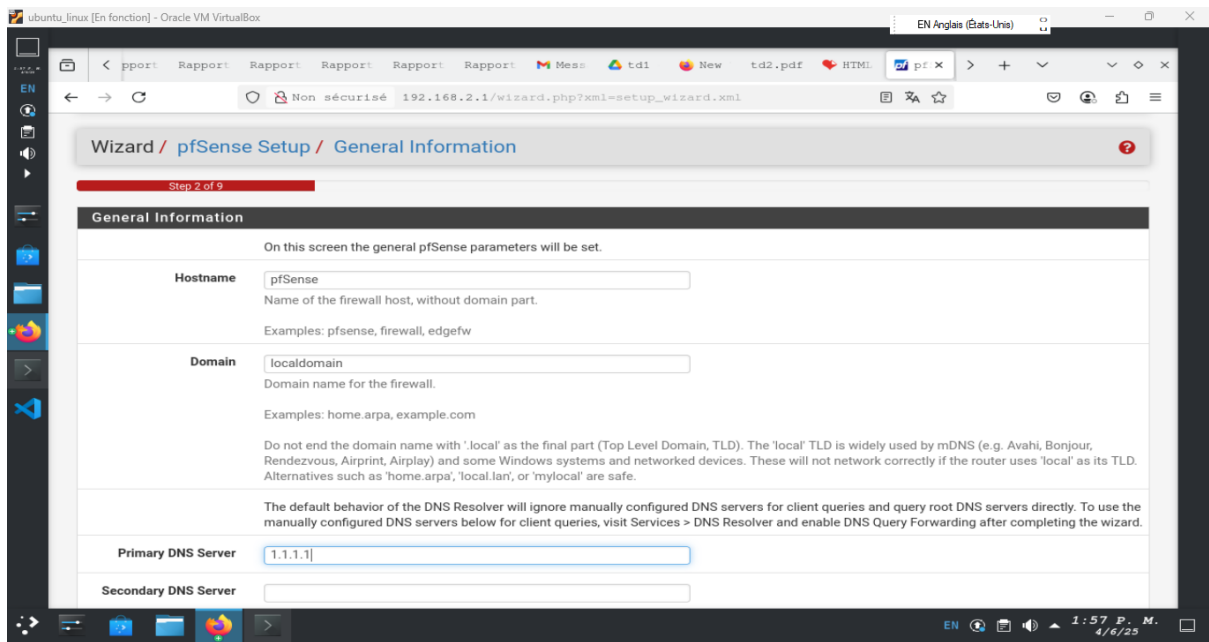 ubuntu_linux [En fonction] - Oracle VM VirtualBox
EN Anglais (États-Unis)
pport Rapport Rapport Rapport Rapport Rapport Mess td1 New td2.pdf HTML pf
EN
Non sécurisé 192.168.2.1/wizard.php?xml=setup_wizard.xml
Wizard / pfSense Setup / General Information
Step 2 of 9
General Information
On this screen the general pfSense parameters will be set.
Hostname pfSense
Name of the firewall host, without domain part.
Examples: pfsense, firewall, edgefw
Domain localdomain
Domain name for the firewall.
Examples: home.arpa, example.com
Do not end the domain name with '.local' as the final part (Top Level Domain, TLD). The 'local' TLD is widely used by mDNS (e.g. Avahi, Bonjour,
Rendezvous, Airprint, Airplay) and some Windows systems and networked devices. These will not network correctly if the router uses 'local' as its TLD.
Alternatives such as 'home.arpa', 'local.lan', or 'mylocal' are safe.
The default behavior of the DNS Resolver will ignore manually configured DNS servers for client queries and query root DNS servers directly. To use the
manually configured DNS servers below for client queries, visit Services > DNS Resolver and enable DNS Query Forwarding after completing the wizard.
Primary DNS Server 1.1.1.1
Secondary DNS Server
EN 1:57 P. M.
4/6/25